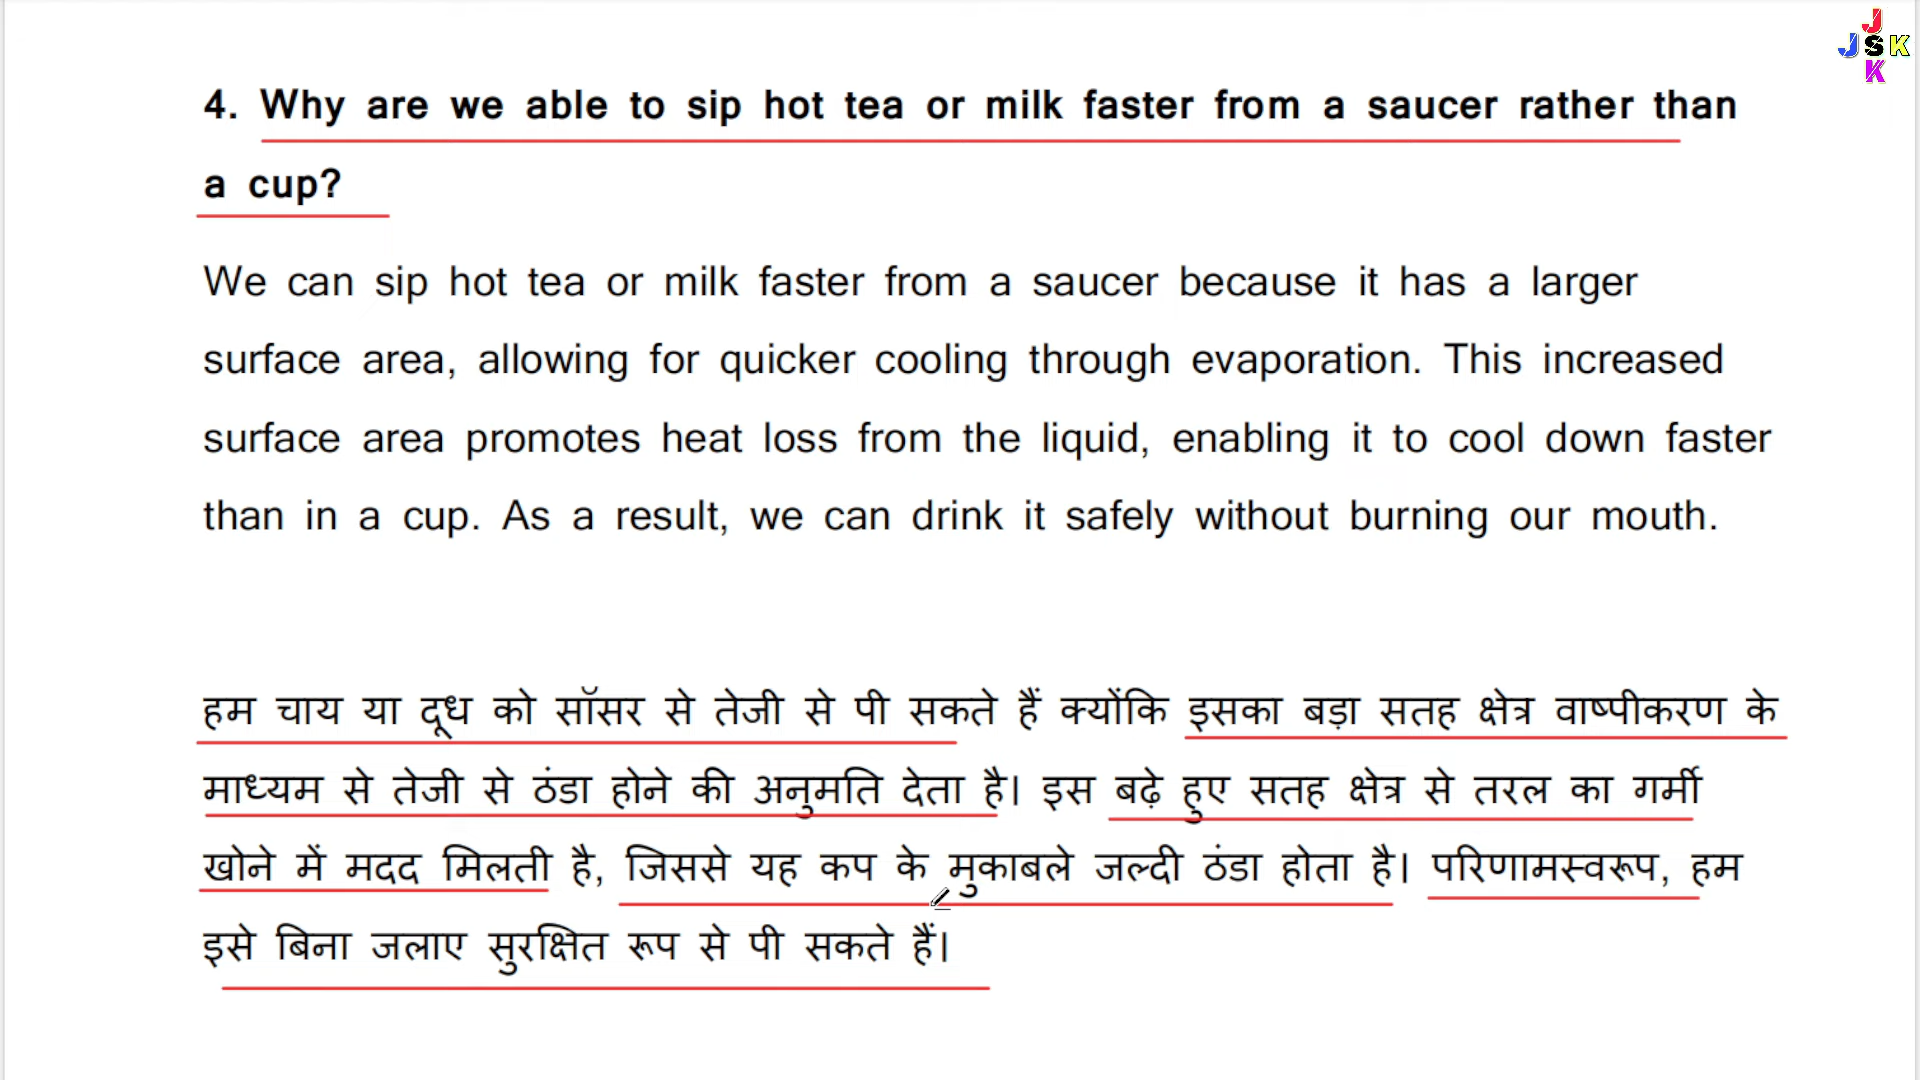 J
JSK
K
4. Why are we able to sip hot tea or milk faster from a saucer rather than
a cup?
We can sip hot tea or milk faster from a saucer because it has a larger
surface area, allowing for quicker cooling through evaporation. This increased
surface area promotes heat loss from the liquid, enabling it to cool down faster
than in a cup. As a result, we can drink it safely without burning our mouth.
हम चाय या दूध को सॉसर से तेजी से पी सकते हैं क्योंकि इसका बड़ा सतह क्षेत्र वाष्पीकरण के
माध्यम से तेजी से ठंडा होने की अनुमति देता है। इस बढ़े हुए सतह क्षेत्र से तरल का गर्मी
खोने में मदद मिलती है, जिससे यह कप के मुकाबले जल्दी ठंडा होता है। परिणामस्वरूप, हम
इसे बिना जलाए सुरक्षित रूप से पी सकते हैं।